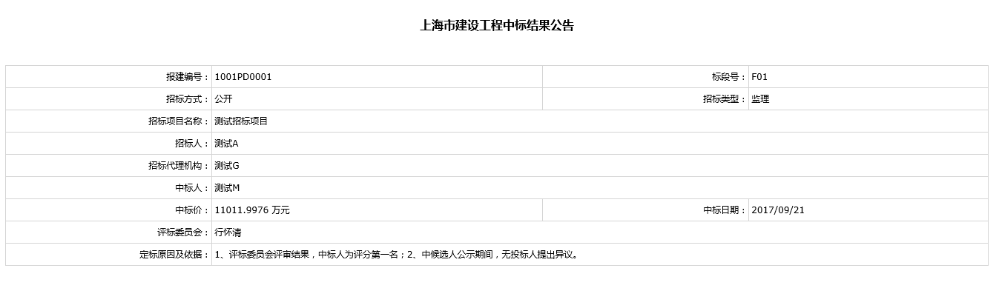 上海市建设工程中标结果公告
报建编号： 1001PD0001 标段号： F01
招标方式： 公开 招标类型： 监理
招标项目名称： 测试招标项目
招标人： 测试A
招标代理机构： 测试G
中标人： 测试M
中标价： 11011.9976 万元 中标日期： 2017/09/21
评标委员会： 行怀清
定标原因及依据： 1、评标委员会评审结果，中标人为评分第一名；2、中候选人公示期间，无投标人提出异议。